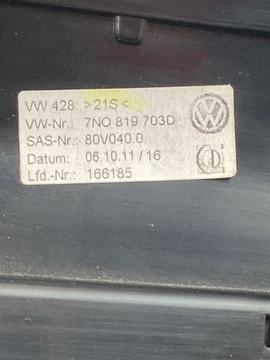 VW 428: >21S<
VW-Nr.: 7N0 819 703D
SAS-Nr.: 80V040.0
Datum: 06.10.11/16
Lfd.-Nr.: 166185